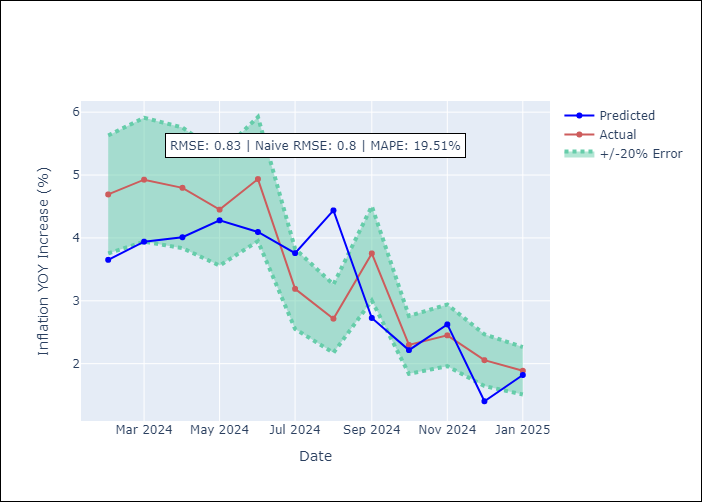 RMSE: 0.83 | Naive RMSE: 0.8 | MAPE: 19.51%
Predicted
Actual
+/-20% Error
Inflation YOY Increase (%)
6
5
4
3
2
Mar 2024
May 2024
Jul 2024
Sep 2024
Nov 2024
Jan 2025
Date